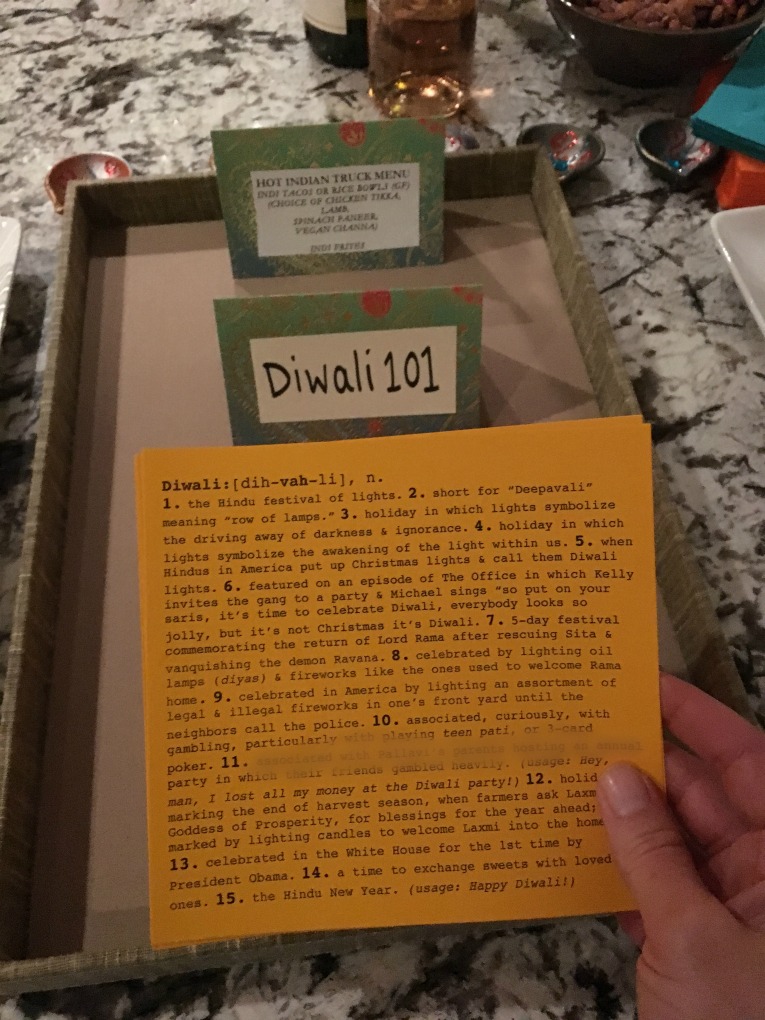 HOT INDIAN TRUCK MENU
INDI TACOS OR RICE BOWLS (GF)
(CHOICE OF CHICKEN TIKKA,
LAMB,
SPINACH PANEER,
VEGAN CHANNA)
INDI FRITES
Diwali 101
Diwali:[dih-vah-li], n.
1. the Hindu festival of lights. 2. short for "Deepavali"
meaning "row of lamps." 3. holiday in which lights symbolize
the driving away of darkness & ignorance. 4. holiday in which
lights symbolize the awakening of the light within us. 5. when
Hindus in America put up Christmas lights & call them Diwali
lights. 6. featured on an episode of The Office in which Kelly
invites the gang to a party & Michael sings "so put on your
saris, it's time to celebrate Diwali, everybody looks so
jolly, but it's not Christmas it's Diwali. 7. 5-day festival
commemorating the return of Lord Rama after rescuing Sita &
vanquishing the demon Ravana. 8. celebrated by lighting oil
lamps (diyas) & fireworks like the ones used to welcome Rama
home. 9. celebrated in America by lighting an assortment of
legal & illegal fireworks in one's front yard until the
neighbors call the police. 10. associated, curiously, with
gambling, particularly with playing teen pati, or 3-card
poker. 11. associated with Pallavi's parents hosting an annual
party in which their friends gambled heavily. (usage: Hey,
man, I lost all my money at the Diwali party!) 12. holid
marking the end of harvest season, when farmers ask Laxm
Goddess of Prosperity, for blessings for the year ahead;
marked by lighting candles to welcome Laxmi into the home
13. celebrated in the White House for the 1st time by
President Obama. 14. a time to exchange sweets with loved
ones. 15. the Hindu New Year. (usage: Happy Diwali!)